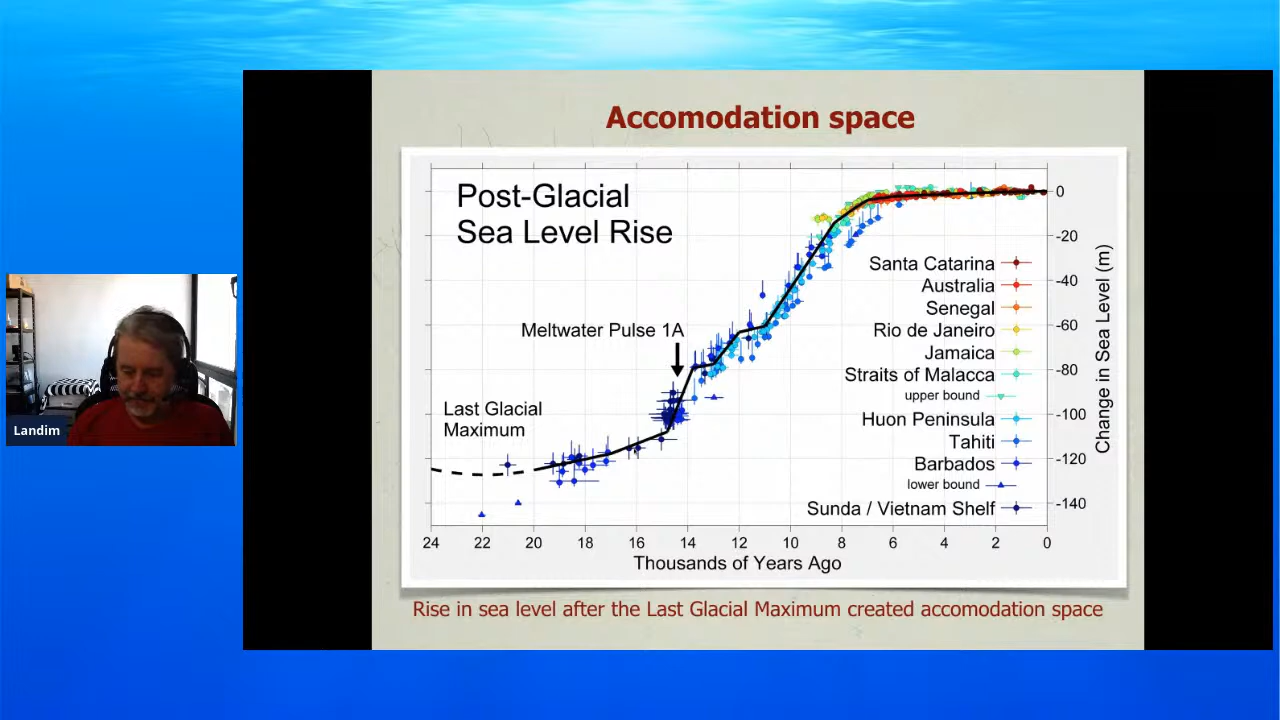 Accomodation space
Post-Glacial
Sea Level Rise
Meltwater Pulse 1A
Last Glacial
Maximum
Santa Catarina
Australia
Senegal
Rio de Janeiro
Jamaica
Straits of Malacca
upper bound
Huon Peninsula
Tahiti
Barbados
lower bound
Sunda / Vietnam Shelf
0
-20
-40
-60
-80
-100
-120
-140
Change in Sea Level (m)
24 22 20 18 16 14 12 10 8 6 4 2 0
Thousands of Years Ago
Rise in sea level after the Last Glacial Maximum created accomodation space
Landim